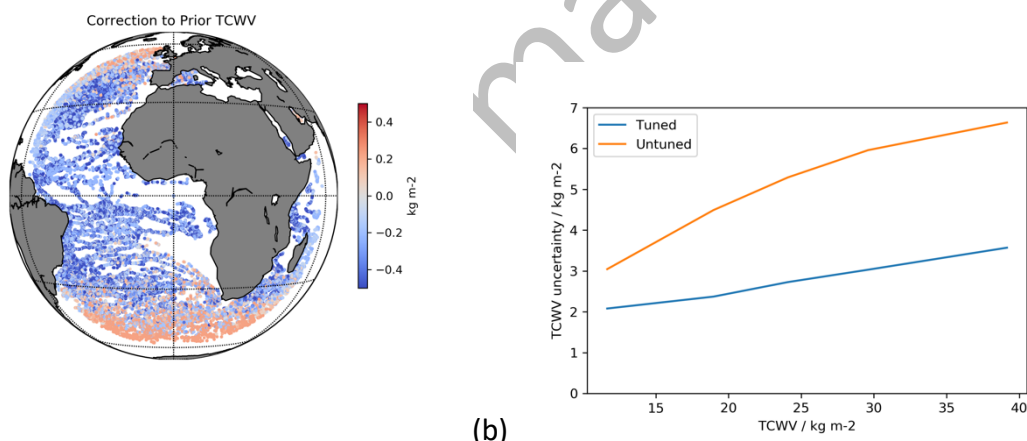 Correction to Prior TCWV
0.4
0.2
0.0
−0.2
−0.4
kg m-2
ma
7
6
5
4
3
2
1
0
TCWV uncertainty / kg m-2
Tuned
Untuned
15 20 25 30 35 40
TCWV / kg m-2
(b)